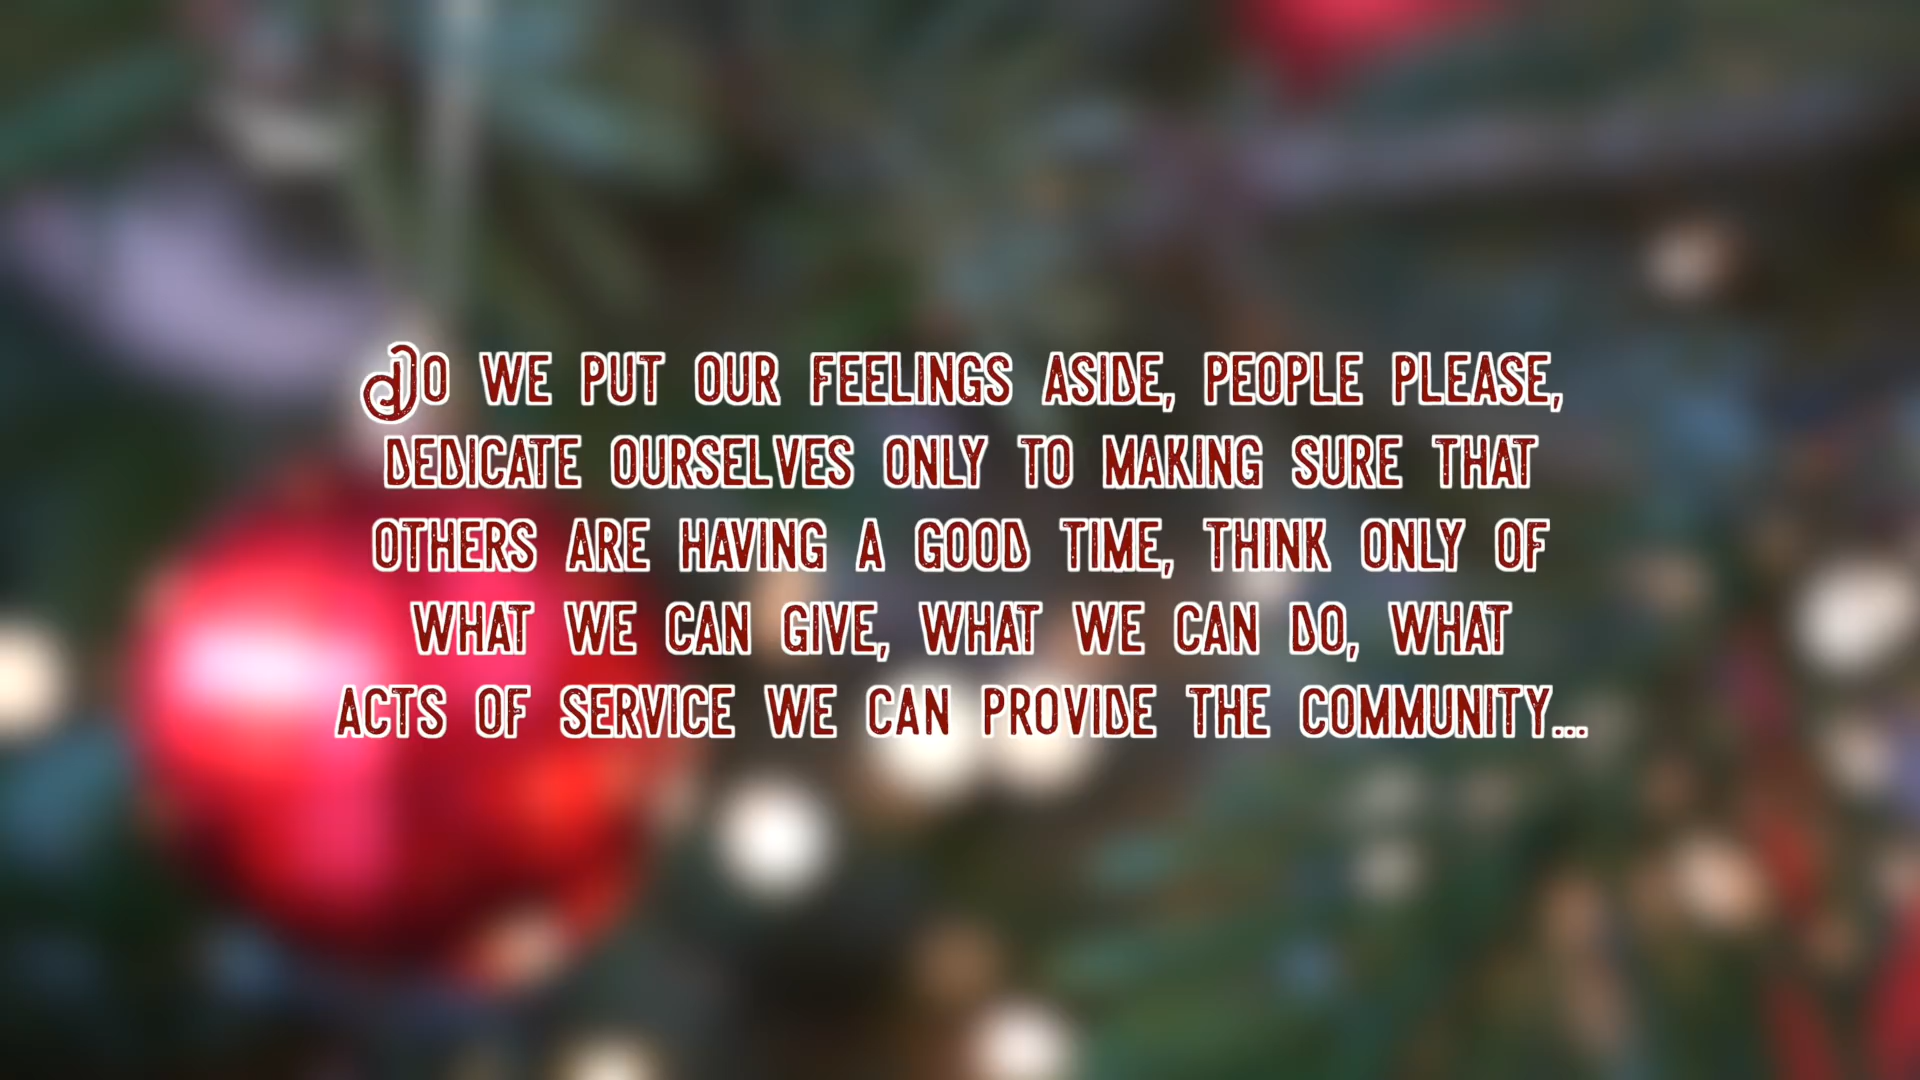 Do WE PUT OUR FEELINGS ASIDE, PEOPLE PLEASE,
DEDICATE OURSELVES ONLY TO MAKING SURE THAT
OTHERS ARE HAVING A GOOD TIME, THINK ONLY OF
WHAT WE CAN GIVE, WHAT WE CAN DO, WHAT
ACTS OF SERVICE WE CAN PROVIDE THE COMMUNITY...